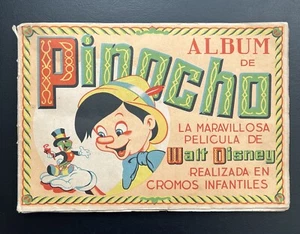 ALBUM
DE
Pinocho
LA MARAVILLOSA
PELICULA DE
Walt Disney
REALIZADA EN
CROMOS INFANTILES